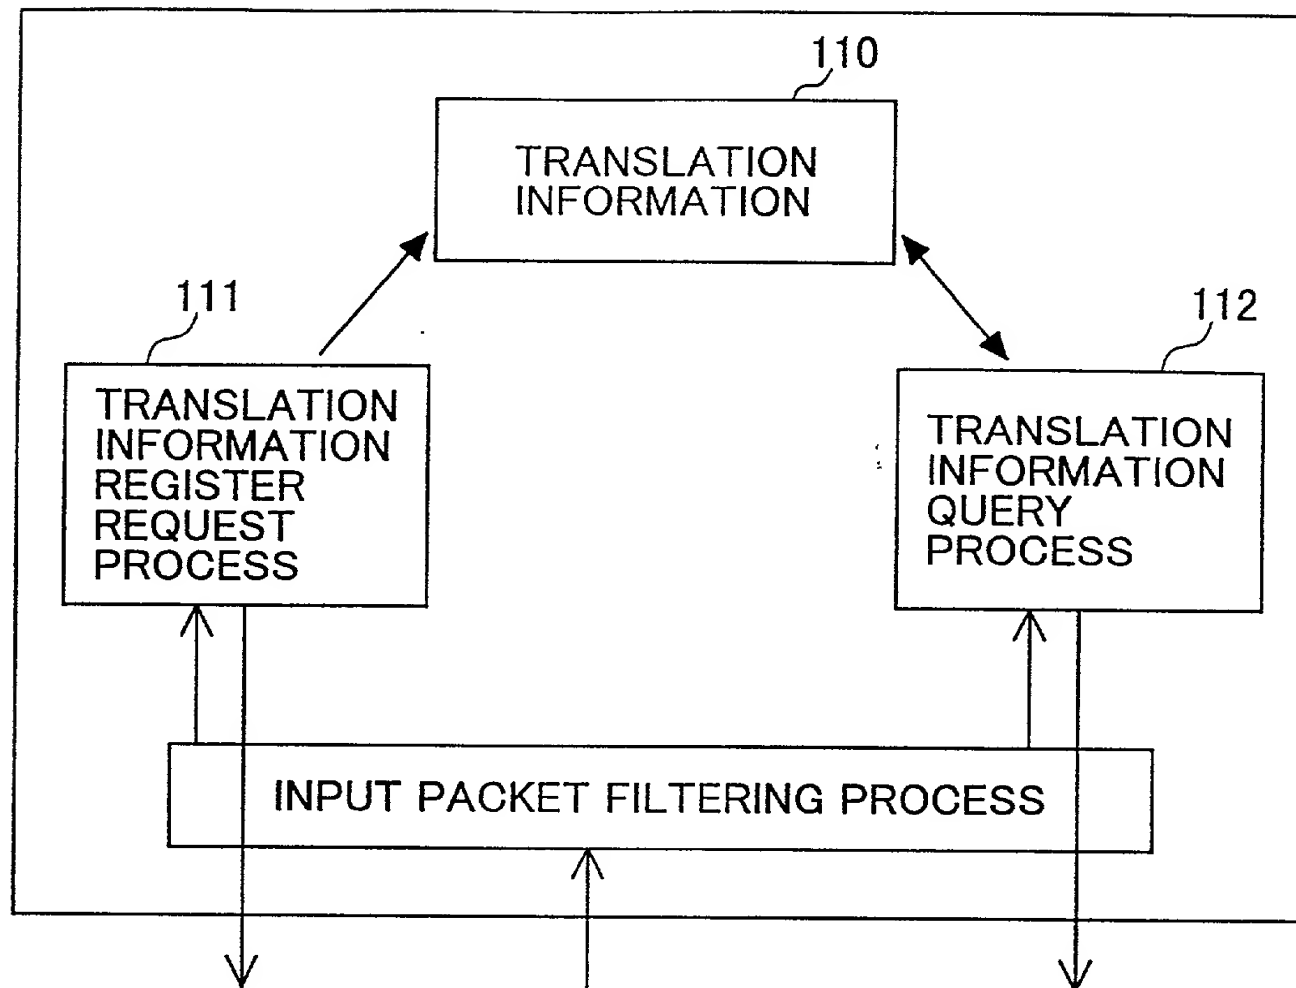 110
TRANSLATION
INFORMATION
111
TRANSLATION
INFORMATION
REGISTER
REQUEST
PROCESS
112
TRANSLATION
INFORMATION
QUERY
PROCESS
INPUT PACKET FILTERING PROCESS